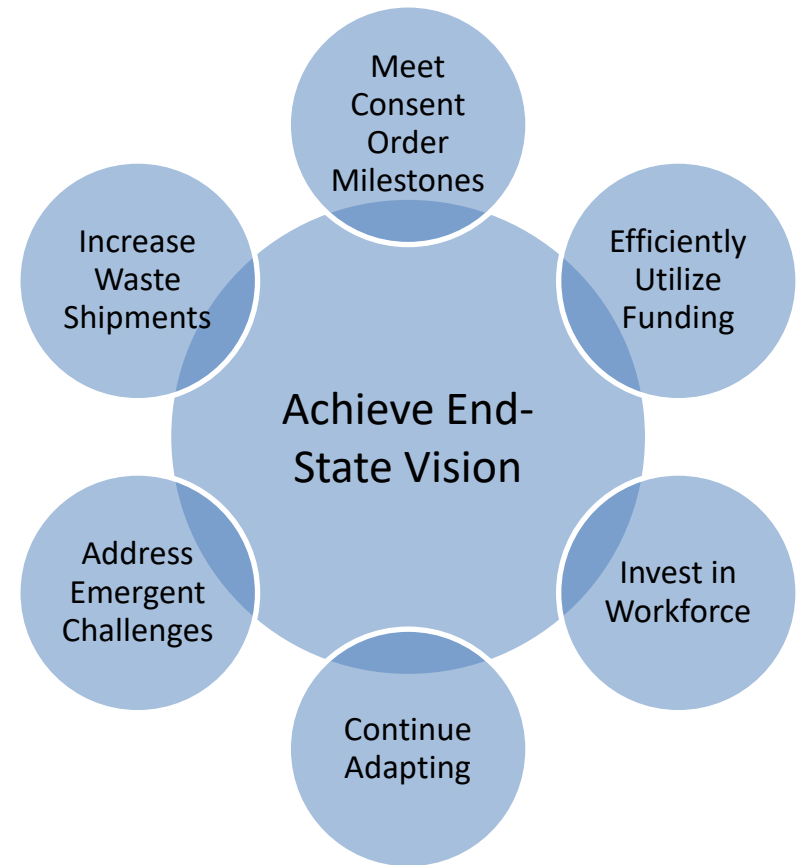 Meet
Consent
Order
Milestones
Efficiently
Utilize
Funding
Invest in
Workforce
Continue
Adapting
Address
Emergent
Challenges
Increase
Waste
Shipments
Achieve End-
State Vision